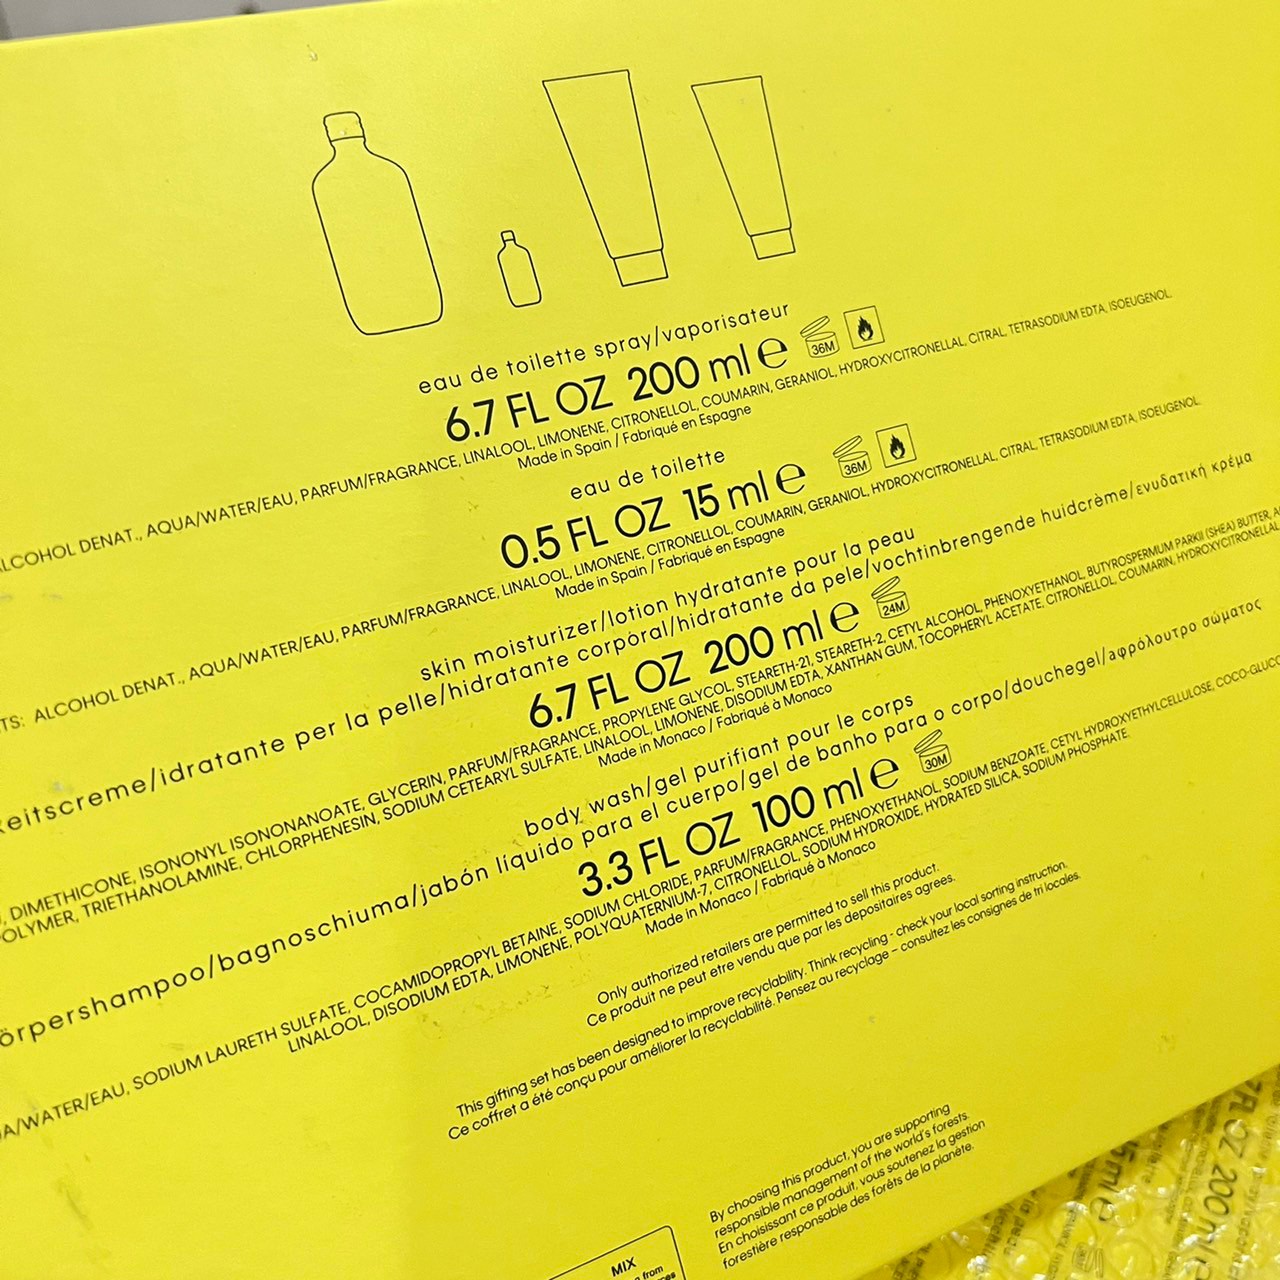 eau de toilette spray/vaporisateur
6.7 FL OZ 200 ml ℮ 36M
ALCOHOL DENAT., AQUA/WATER/EAU, PARFUM/FRAGRANCE, LINALOOL, LIMONENE, CITRONELLOL, COUMARIN, GERANIOL, HYDROXYCITRONELLAL, CITRAL, TETRASODIUM EDTA, ISOEUGENOL.
Made in Spain / Fabriqué en Espagne
eau de toilette
0.5 FL OZ 15 ml ℮ 36M
TS: ALCOHOL DENAT., AQUA/WATER/EAU, PARFUM/FRAGRANCE, LINALOOL, LIMONENE, CITRONELLOL, COUMARIN, GERANIOL, HYDROXYCITRONELLAL, CITRAL, TETRASODIUM EDTA, ISOEUGENOL.
Made in Spain / Fabriqué en Espagne
skin moisturizer/lotion hydratante pour la peau
keitscreme/idratante per la pelle/hidratante corporal/hidratante da pele/vochtinbrengende huidcrème/ενυδατική κρέμα
6.7 FL OZ 200 ml ℮ 24M
DIMETHICONE, ISONONYL ISONONANOATE, GLYCERIN, PARFUM/FRAGRANCE, PROPYLENE GLYCOL, STEARETH-21, STEARETH-2, CETYL ALCOHOL, PHENOXYETHANOL, BUTYROSPERMUM PARKII (SHEA) BUTTER,
OLYMER, TRIETHANOLAMINE, CHLORPHENESIN, SODIUM CETEARYL SULFATE, LINALOOL, LIMONENE, DISODIUM EDTA, XANTHAN GUM, TOCOPHERYL ACETATE, CITRONELLOL, COUMARIN, HYDROXYCITRONELLA
Made in Monaco / Fabriqué à Monaco
body wash/gel purifiant pour le corps
örpershampoo/bagnoschiuma/jabón líquido para el cuerpo/gel de banho para o corpo/douchegel/αφρόλουτρο σώματος
3.3 FL OZ 100 ml ℮ 30M
A/WATER/EAU, SODIUM LAURETH SULFATE, COCAMIDOPROPYL BETAINE, SODIUM CHLORIDE, PARFUM/FRAGRANCE, PHENOXYETHANOL, SODIUM BENZOATE, CETYL HYDROXYETHYLCELLULOSE, COCO-GLUCO
LINALOOL, DISODIUM EDTA, LIMONENE, POLYQUATERNIUM-7, CITRONELLOL, SODIUM HYDROXIDE, HYDRATED SILICA, SODIUM PHOSPHATE.
Made in Monaco / Fabriqué à Monaco
Only authorized retailers are permitted to sell this product.
Ce produit ne peut etre vendu que par les depositaires agrees.
This gifting set has been designed to improve recyclability. Think recycling - check your local sorting instruction.
Ce coffret a été conçu pour améliorer la recyclabilité. Pensez au recyclage – consultez les consignes de tri locales.
By choosing this product, you are supporting
responsible management of the world's forests.
En choisissant ce produit, vous soutenez la gestion
forestière responsable des forêts de la planète.
MIX
from